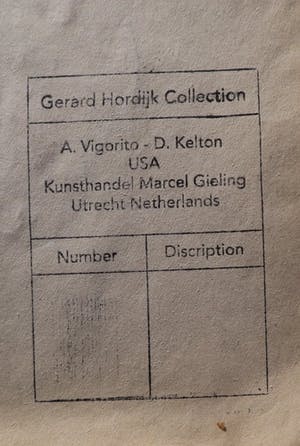 Gerard Hordijk Collection
A. Vigorito - D. Kelton
USA
Kunsthandel Marcel Gieling
Utrecht Netherlands
Number
Discription